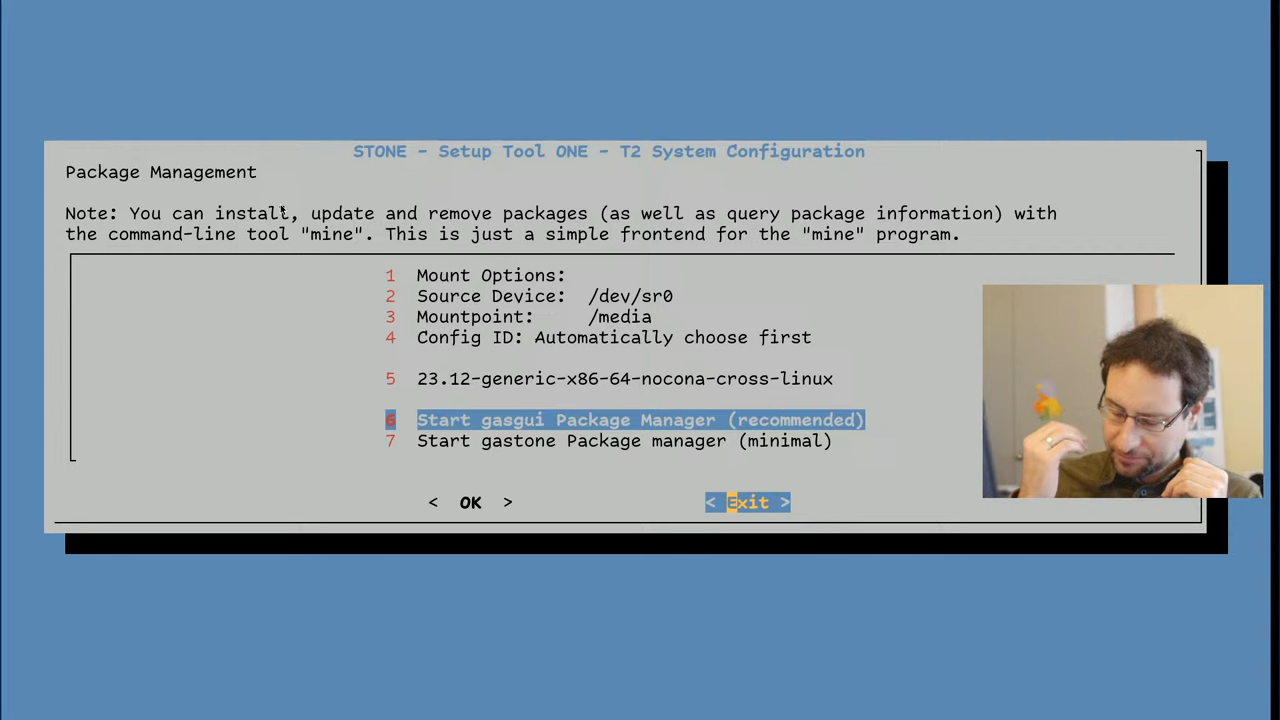 STONE - Setup Tool ONE - T2 System Configuration
Package Management
Note: You can install, update and remove packages (as well as query package information) with
the command-line tool "mine". This is just a simple frontend for the "mine" program.
1 Mount Options:
2 Source Device: /dev/sr0
3 Mountpoint: /media
4 Config ID: Automatically choose first
5 23.12-generic-x86-64-nocona-cross-linux
6 Start gasgui Package Manager (recommended)
7 Start gastone Package manager (minimal)
< OK > < Exit >